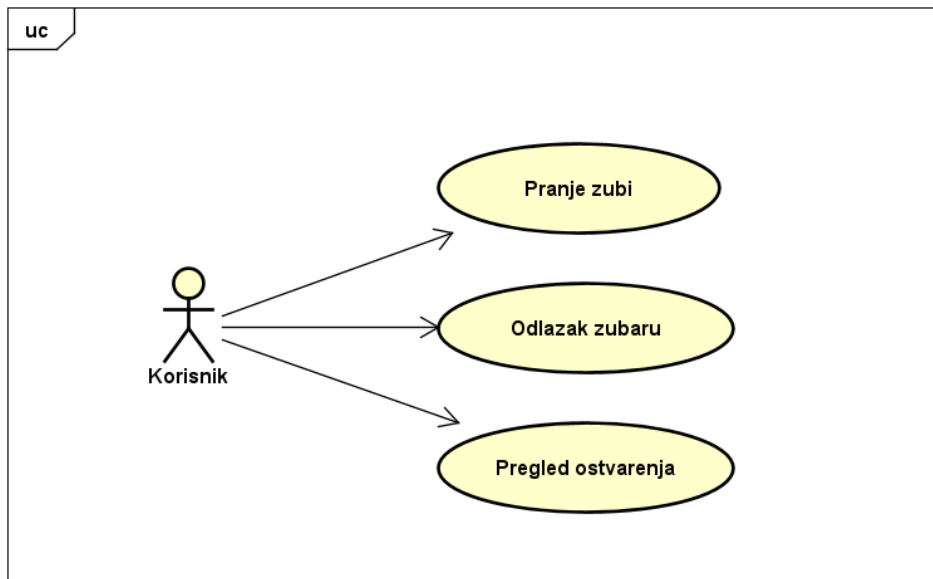 uc
Pranje zubi
Odlazak zubaru
Korisnik
Pregled ostvarenja